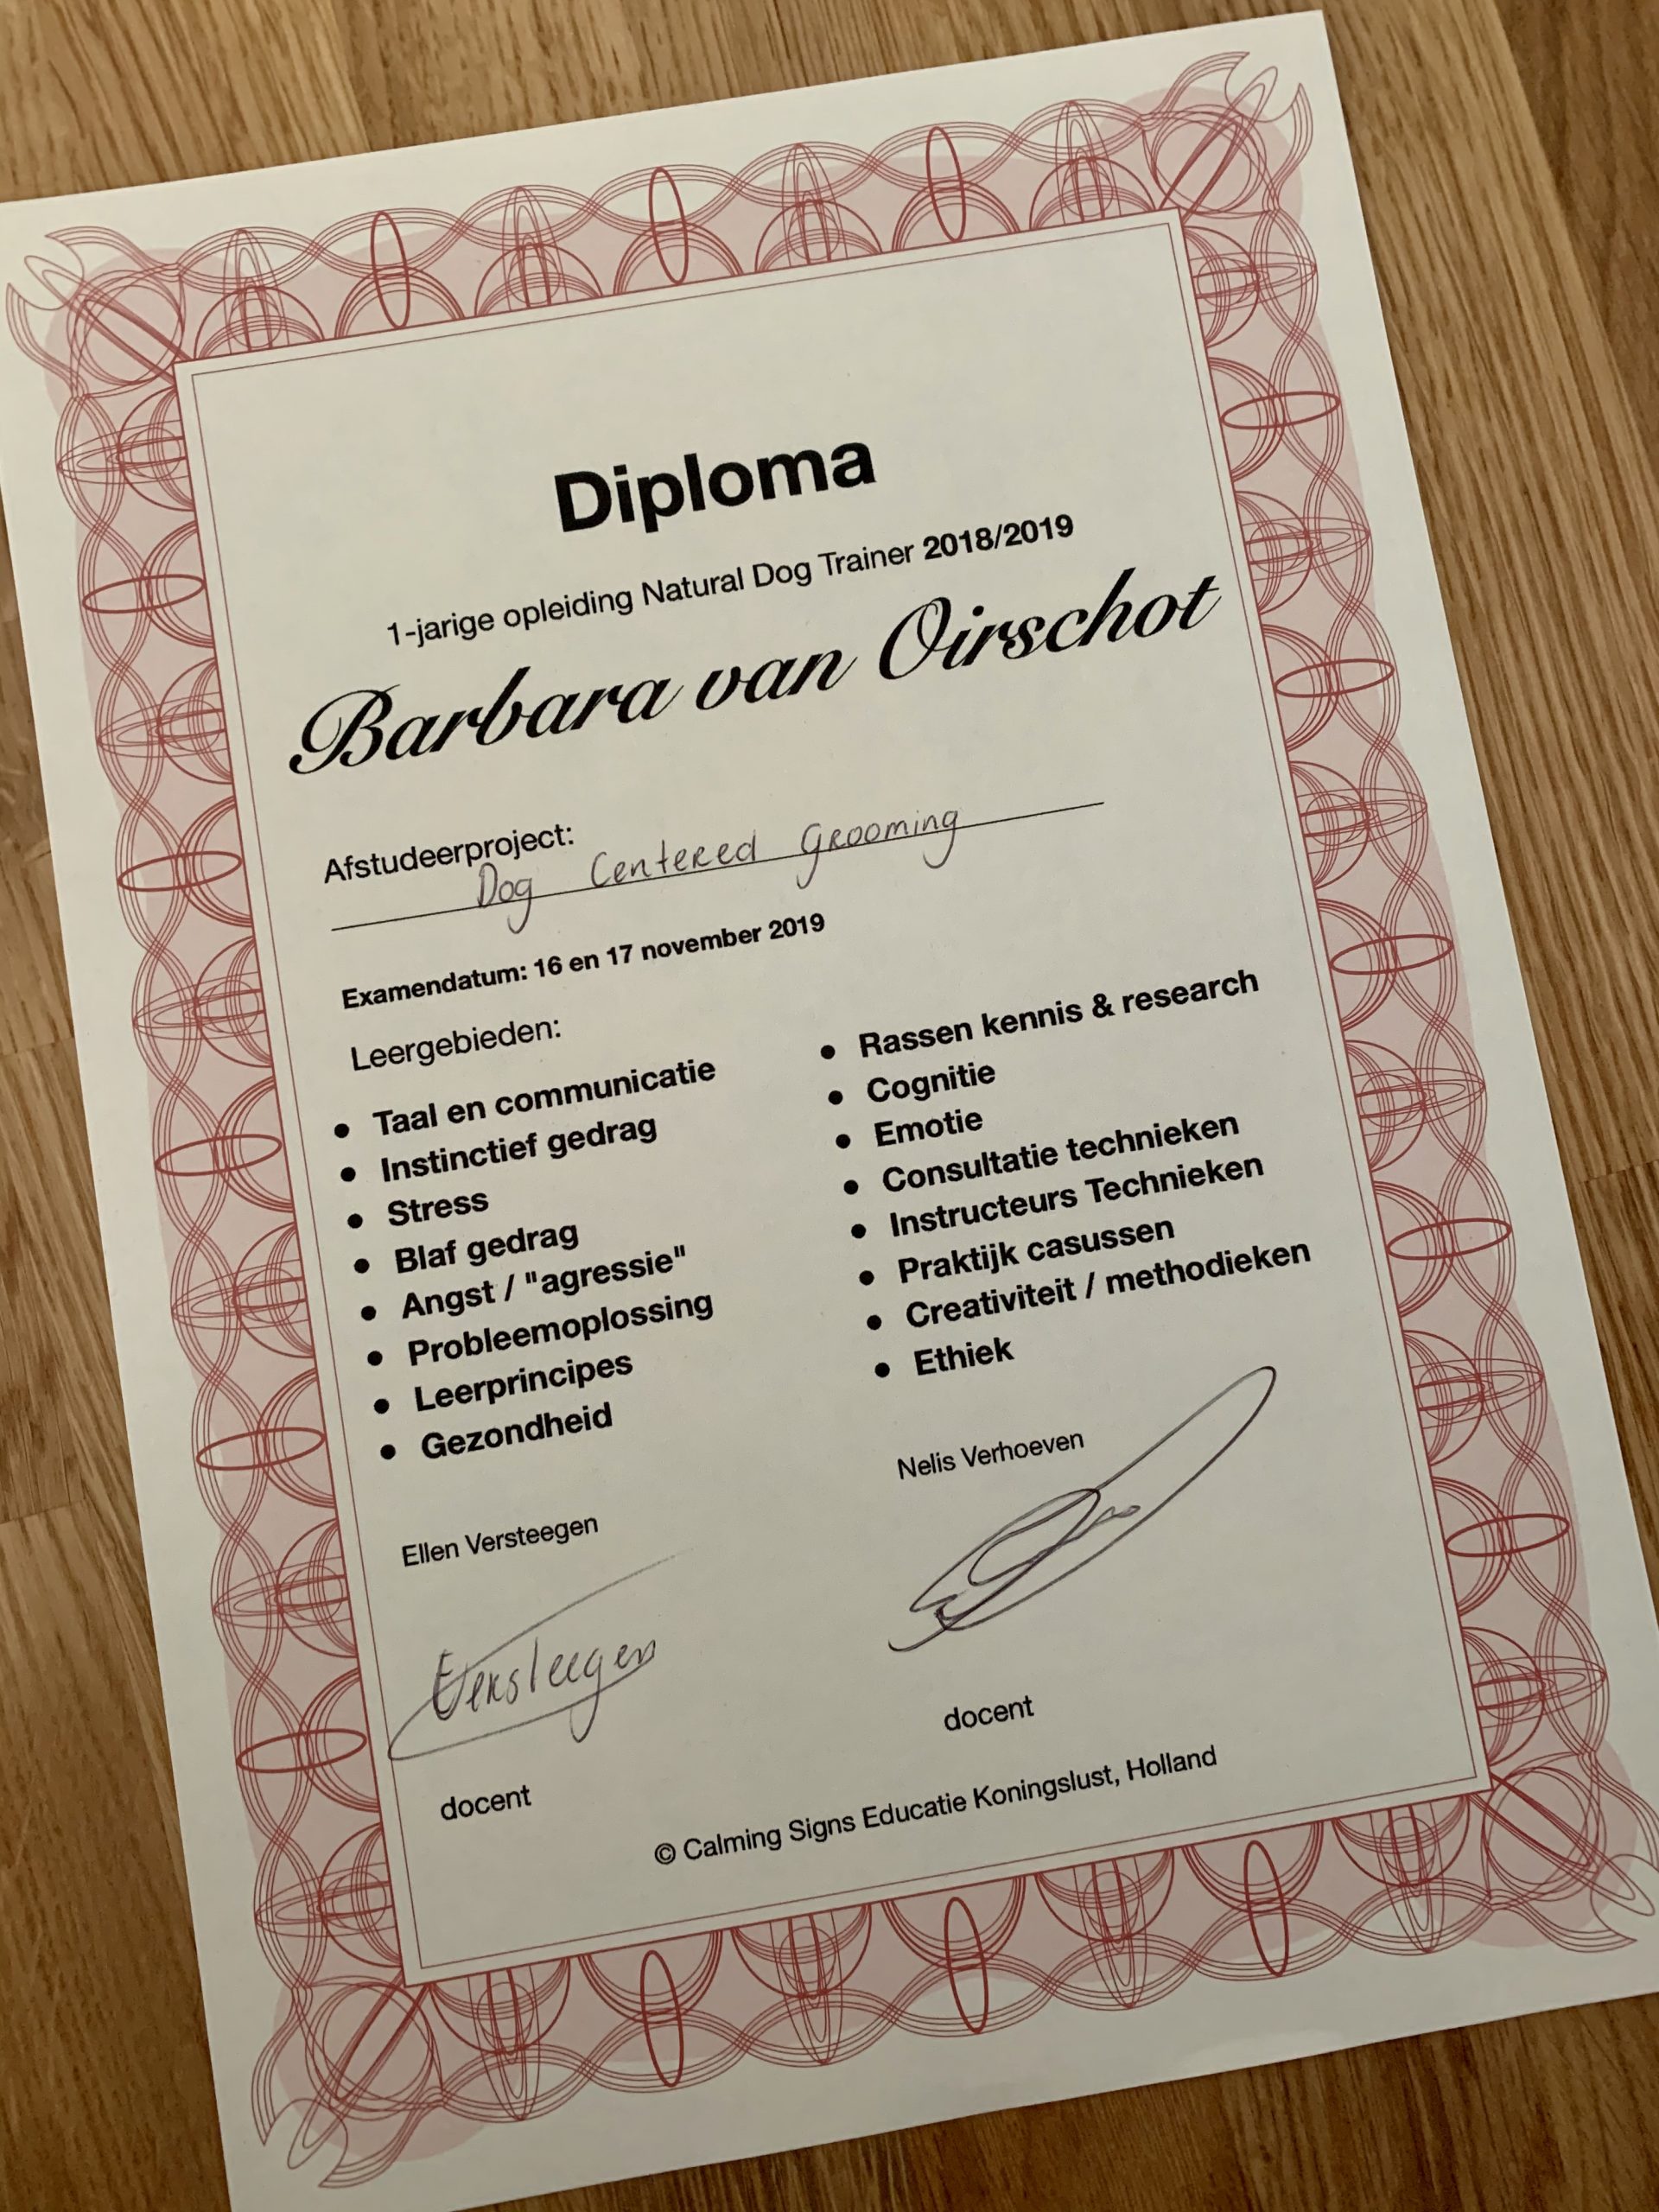 Diploma
1-jarige opleiding Natural Dog Trainer 2018/2019
Barbara van Oirschot
Afstudeerproject:
Dog Centered Grooming
Examendatum: 16 en 17 november 2019
Leergebieden:
• Taal en communicatie
• Instinctief gedrag
• Stress
• Blaf gedrag
• Angst / "agressie"
• Probleemoplossing
• Leerprincipes
• Gezondheid
• Rassen kennis & research
• Cognitie
• Emotie
• Consultatie technieken
• Instructeurs Technieken
• Praktijk casussen
• Creativiteit / methodieken
• Ethiek
Ellen Versteegen
EVersteegen
docent
Nelis Verhoeven
docent
© Calming Signs Educatie Koningslust, Holland